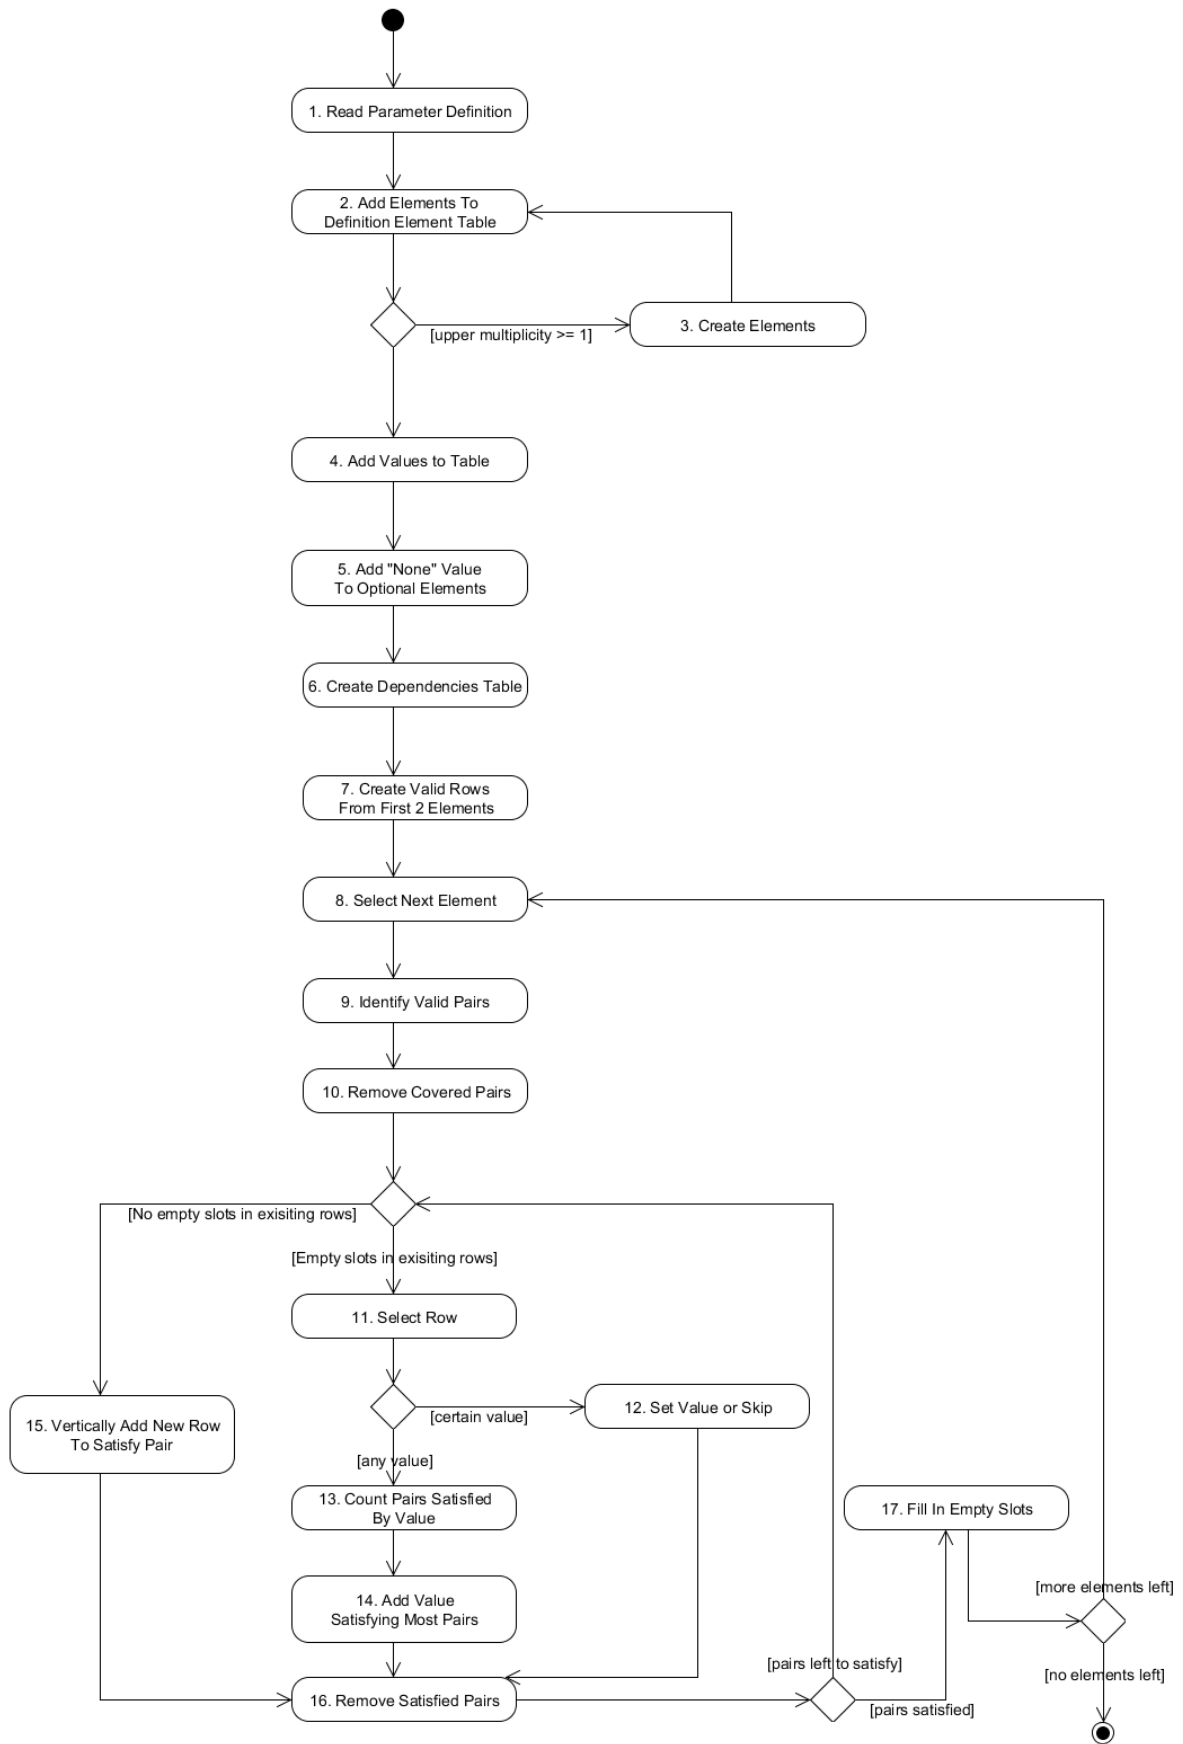 1. Read Parameter Definition
2. Add Elements To
Definition Element Table
[upper multiplicity >= 1]
3. Create Elements
4. Add Values to Table
5. Add "None" Value
To Optional Elements
6. Create Dependencies Table
7. Create Valid Rows
From First 2 Elements
8. Select Next Element
9. Identify Valid Pairs
10. Remove Covered Pairs
[No empty slots in exisiting rows]
[Empty slots in exisiting rows]
11. Select Row
12. Set Value or Skip
[certain value]
15. Vertically Add New Row
To Satisfy Pair
[any value]
13. Count Pairs Satisfied
By Value
17. Fill In Empty Slots
[more elements left]
14. Add Value
Satisfying Most Pairs
[pairs left to satisfy]
[no elements left]
16. Remove Satisfied Pairs
[pairs satisfied]